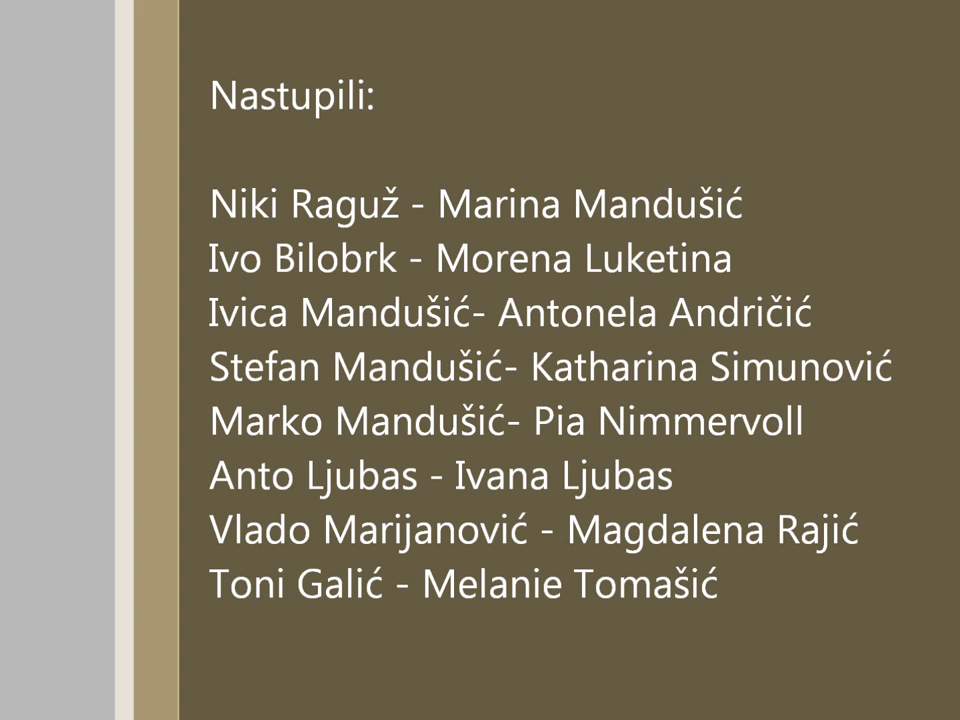 Nastupili:
Niki Raguž - Marina Mandušić
Ivo Bilobrk - Morena Luketina
Ivica Mandušić- Antonela Andričić
Stefan Mandušić- Katharina Simunović
Marko Mandušić- Pia Nimmervoll
Anto Ljubas - Ivana Ljubas
Vlado Marijanović - Magdalena Rajić
Toni Galić - Melanie Tomašić